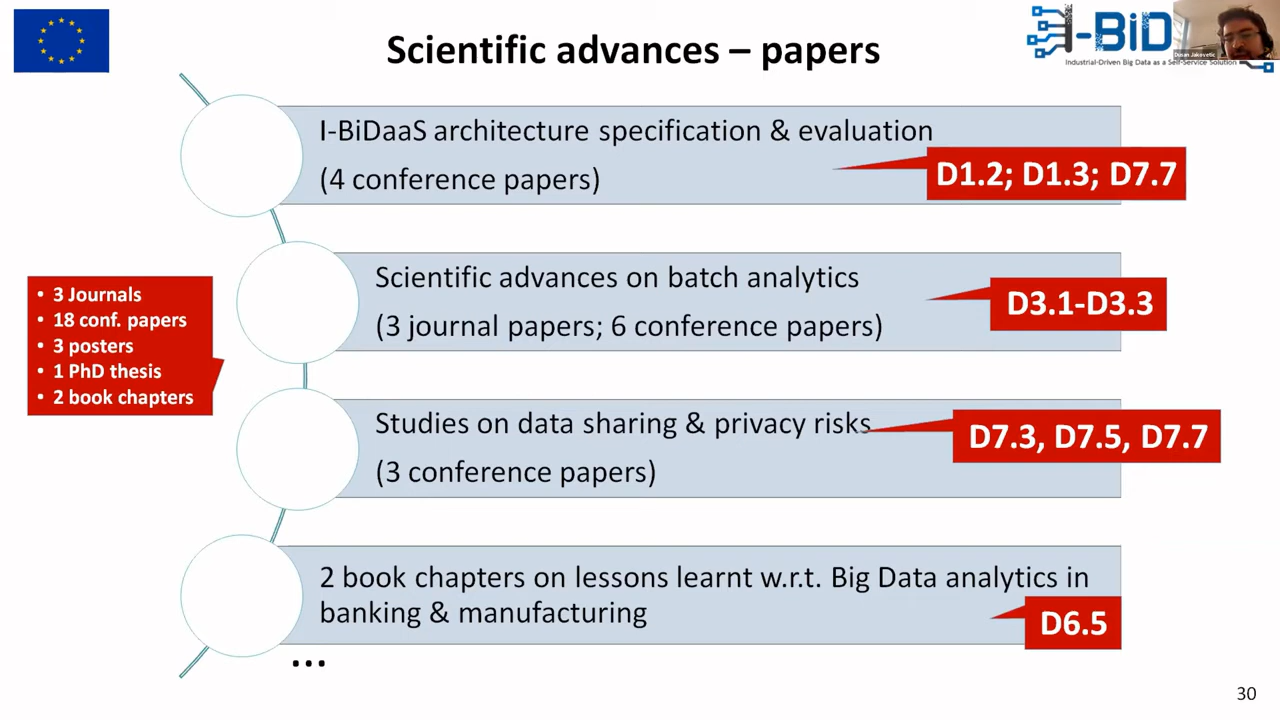 Scientific advances – papers
I-BiD
Dusan Jakovetic
Industrial-Driven Big Data as a Self-Service Solution
I-BiDaaS architecture specification & evaluation
(4 conference papers)
D1.2; D1.3; D7.7
Scientific advances on batch analytics
(3 journal papers; 6 conference papers)
D3.1-D3.3
• 3 Journals
• 18 conf. papers
• 3 posters
• 1 PhD thesis
• 2 book chapters
Studies on data sharing & privacy risks
(3 conference papers)
D7.3, D7.5, D7.7
2 book chapters on lessons learnt w.r.t. Big Data analytics in
banking & manufacturing
D6.5
...
30